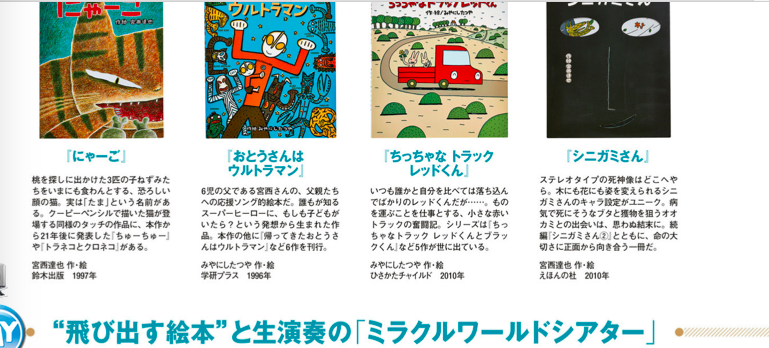 にゃーご
作・絵 宮西達也
ウルトラマン
作・絵 みやにしたつや
ちっちゃなトラックレッドくん
作・絵/みやにしたつや
シニガミさん
『にゃーご』
桃を探しに出かけた3匹の子ねずみた
ちをいまにも食わんとする、恐ろしい
顔の猫。実は「たま」という名前があ
る。クーピーペンシルで描いた猫が登
場する同様のタッチの作品に、本作か
ら21年後に発表した『ちゅーちゅー』
や『トラネコとクロネコ』がある。
宮西達也 作・絵
鈴木出版　1997年
『おとうさんは
ウルトラマン』
6児の父である宮西さんの、父親たち
への応援ソング的絵本だ。誰もが知る
スーパーヒーローに、もしも子どもが
いたら？という発想から生まれた作
品。本作の他に『帰ってきたおとうさ
んはウルトラマン』など6作を刊行。
みやにしたつや 作・絵
学研プラス　1996年
『ちっちゃな トラック
レッドくん』
いつも誰かと自分を比べては落ち込ん
でばかりのレッドくんだが……。もの
を運ぶことを仕事とする、小さな赤い
トラックの奮闘記。シリーズは『ちっ
ちゃなトラック レッドくんとブラッ
クくん』など5作が世に出ている。
みやにしたつや 作・絵
ひさかたチャイルド　2010年
『シニガミさん』
ステレオタイプの死神像はどこへや
ら。木にも花にも姿を変えられるシニ
ガミさんのキャラ設定がユニーク。病
気で死にそうなブタと獲物を狙うオオ
カミとの出会いは、思わぬ結末に。続
編『シニガミさん②』とともに、命の大
切さに正面から向き合う一冊だ。
宮西達也 作・絵
えほんの杜　2010年
“飛び出す絵本”と生演奏の「ミラクルワールドシアター」